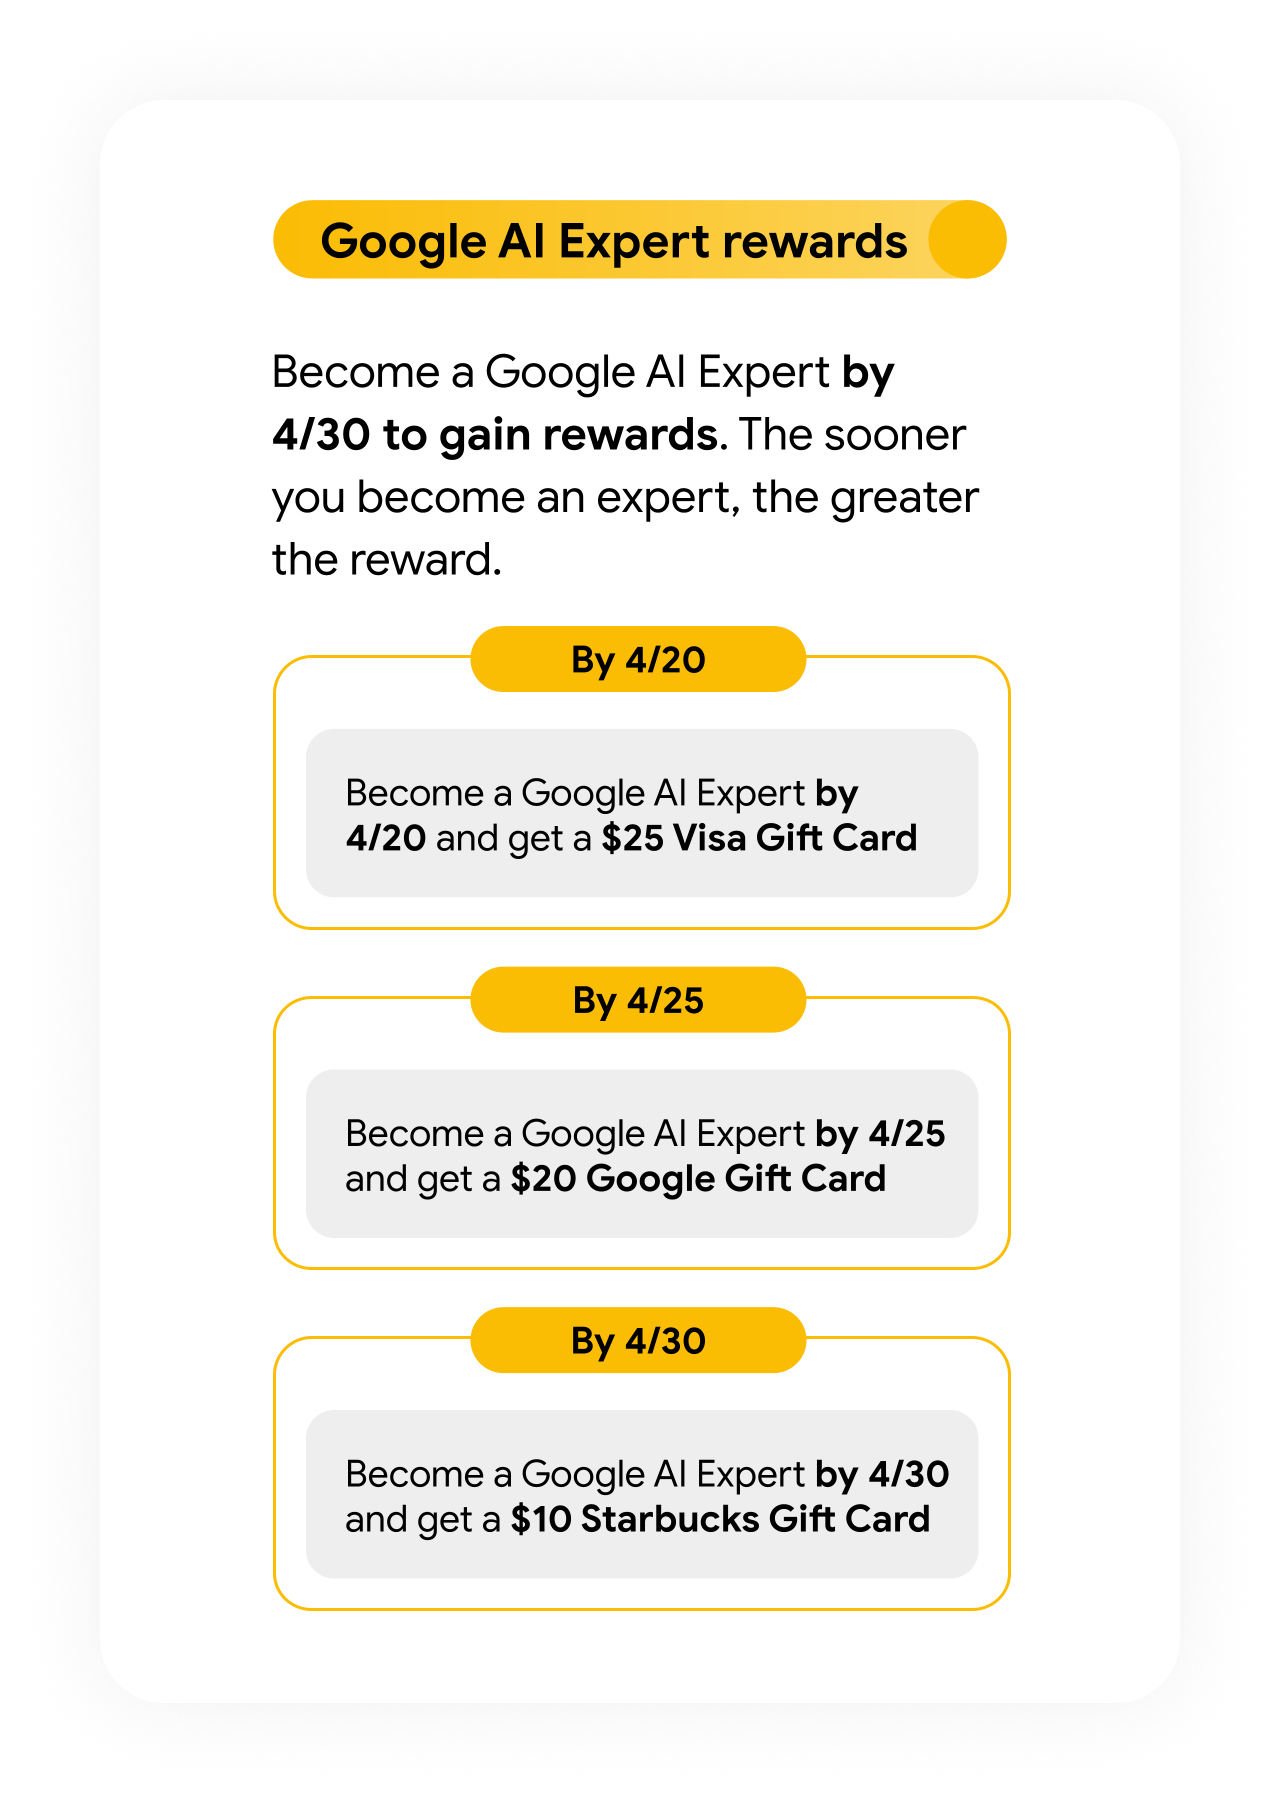 Google AI Expert rewards
Become a Google AI Expert by
4/30 to gain rewards. The sooner
you become an expert, the greater
the reward.
By 4/20
Become a Google AI Expert by
4/20 and get a $25 Visa Gift Card
By 4/25
Become a Google AI Expert by 4/25
and get a $20 Google Gift Card
By 4/30
Become a Google AI Expert by 4/30
and get a $10 Starbucks Gift Card